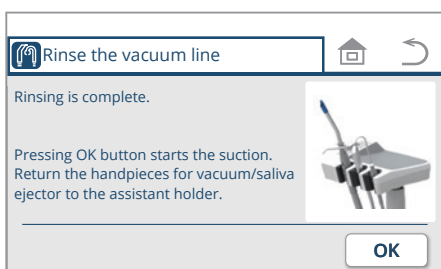 Rinse the vacuum line
Rinsing is complete.
Pressing OK button starts the suction.
Return the handpieces for vacuum/saliva
ejector to the assistant holder.
OK